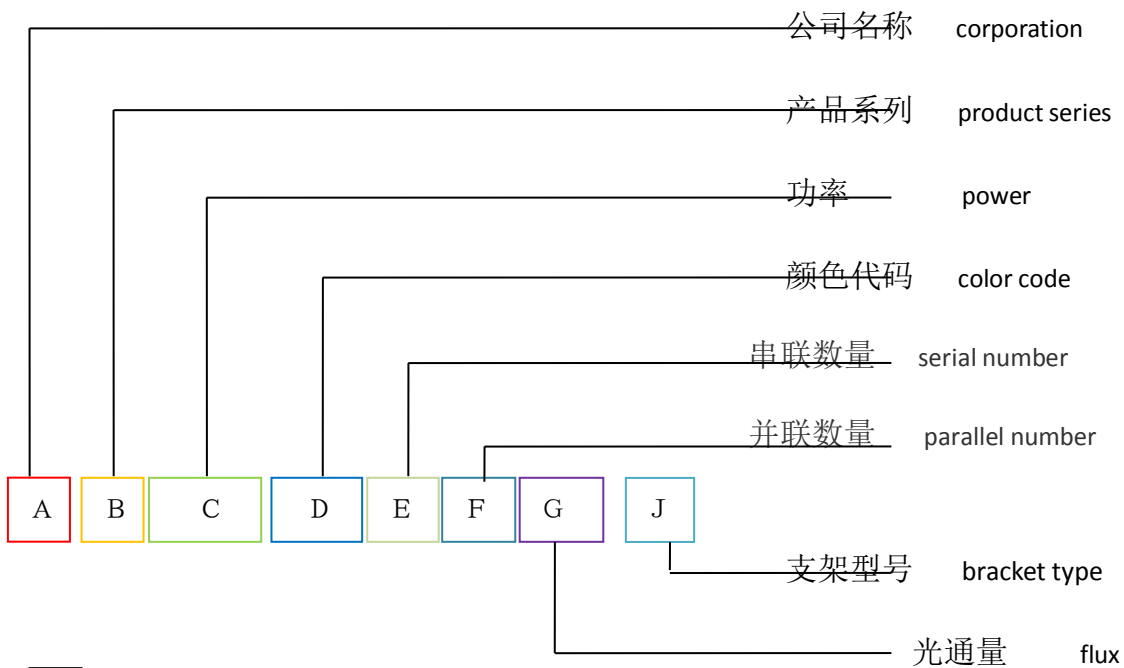 公司名称 corporation
产品系列 product series
功率 power
颜色代码 color code
串联数量 serial number
并联数量 parallel number
A B C D E F G J
支架型号 bracket type
光通量 flux